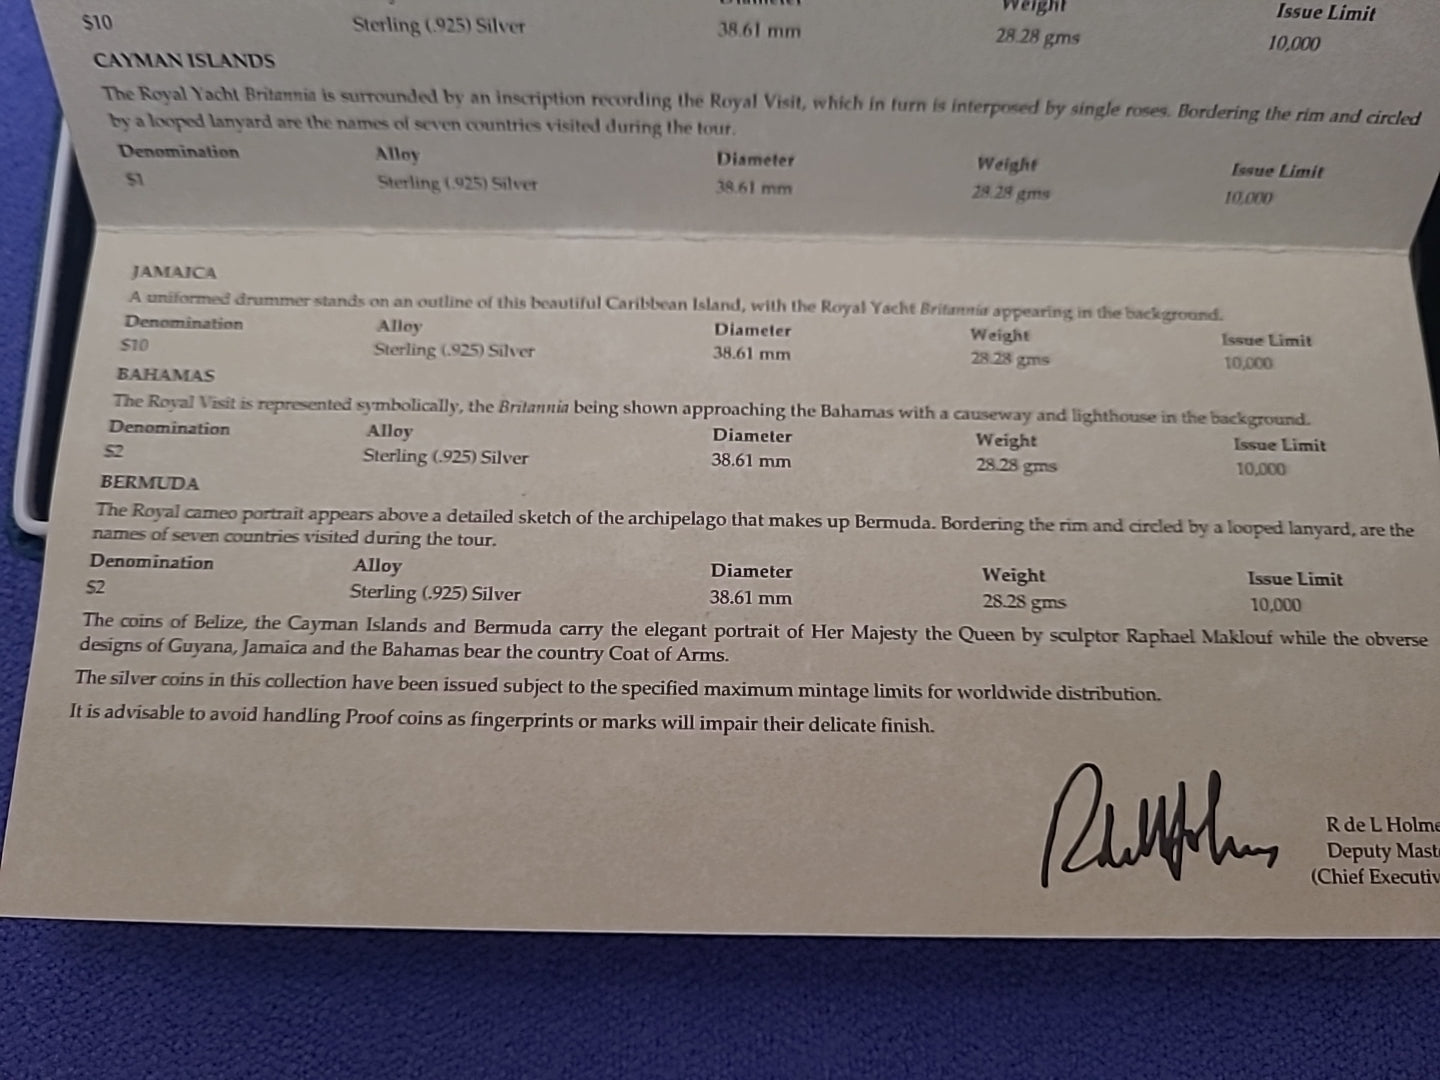 $10 Sterling (.925) Silver 38.61 mm 28.28 gms 10,000
Diameter Weight Issue Limit
CAYMAN ISLANDS
The Royal Yacht Britannia is surrounded by an inscription recording the Royal Visit, which in turn is interposed by single roses. Bordering the rim and circled
by a looped lanyard are the names of seven countries visited during the tour.
Denomination Alloy Diameter Weight Issue Limit
$1 Sterling (.925) Silver 38.61 mm 28.28 gms 10,000
JAMAICA
A uniformed drummer stands on an outline of this beautiful Caribbean Island, with the Royal Yacht Britannia appearing in the background.
Denomination Alloy Diameter Weight Issue Limit
$10 Sterling (.925) Silver 38.61 mm 28.28 gms 10,000
BAHAMAS
The Royal Visit is represented symbolically, the Britannia being shown approaching the Bahamas with a causeway and lighthouse in the background.
Denomination Alloy Diameter Weight Issue Limit
$2 Sterling (.925) Silver 38.61 mm 28.28 gms 10,000
BERMUDA
The Royal cameo portrait appears above a detailed sketch of the archipelago that makes up Bermuda. Bordering the rim and circled by a looped lanyard, are the
names of seven countries visited during the tour.
Denomination Alloy Diameter Weight Issue Limit
$2 Sterling (.925) Silver 38.61 mm 28.28 gms 10,000
The coins of Belize, the Cayman Islands and Bermuda carry the elegant portrait of Her Majesty the Queen by sculptor Raphael Maklouf while the obverse
designs of Guyana, Jamaica and the Bahamas bear the country Coat of Arms.
The silver coins in this collection have been issued subject to the specified maximum mintage limits for worldwide distribution.
It is advisable to avoid handling Proof coins as fingerprints or marks will impair their delicate finish.
R de L Holme
Deputy Mast
(Chief Executiv